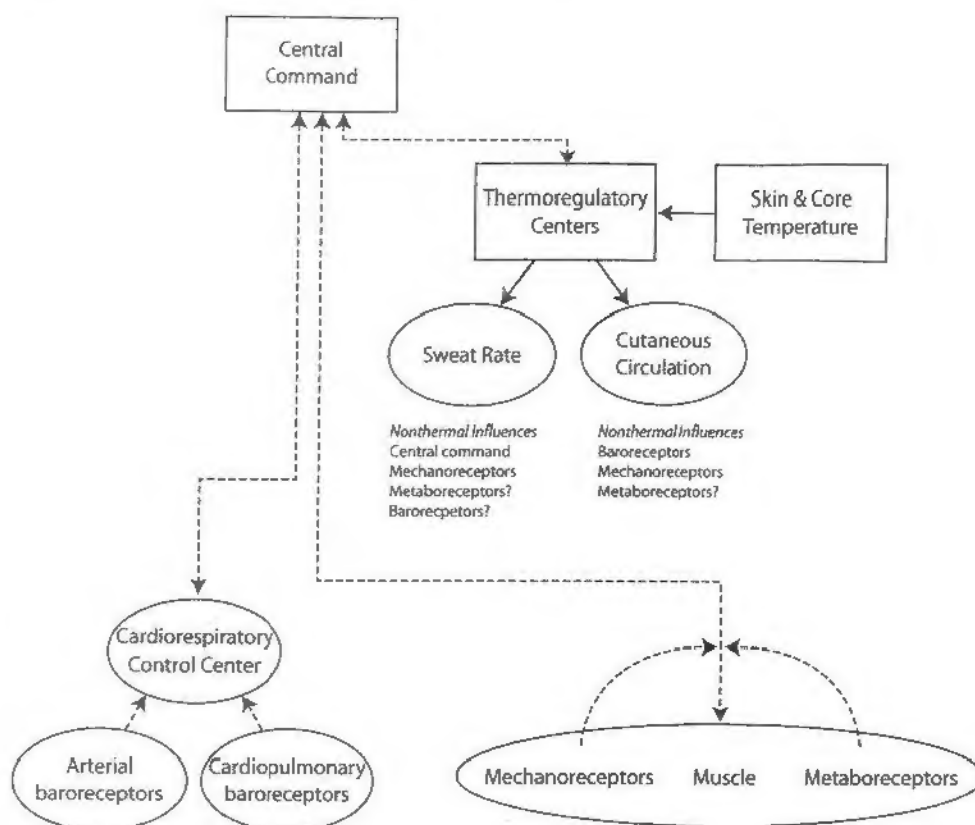 Central
Command
Thermoregulatory
Centers
Skin & Core
Temperature
Sweat Rate
Cutaneous
Circulation
Nonthermal Influences
Central command
Mechanoreceptors
Metaboreceptors?
Barorecpetors?
Nonthermal Influences
Baroreceptors
Mechanoreceptors
Metaboreceptors?
Cardiorespiratory
Control Center
Arterial
baroreceptors
Cardiopulmonary
baroreceptors
Mechanoreceptors
Muscle
Metaboreceptors